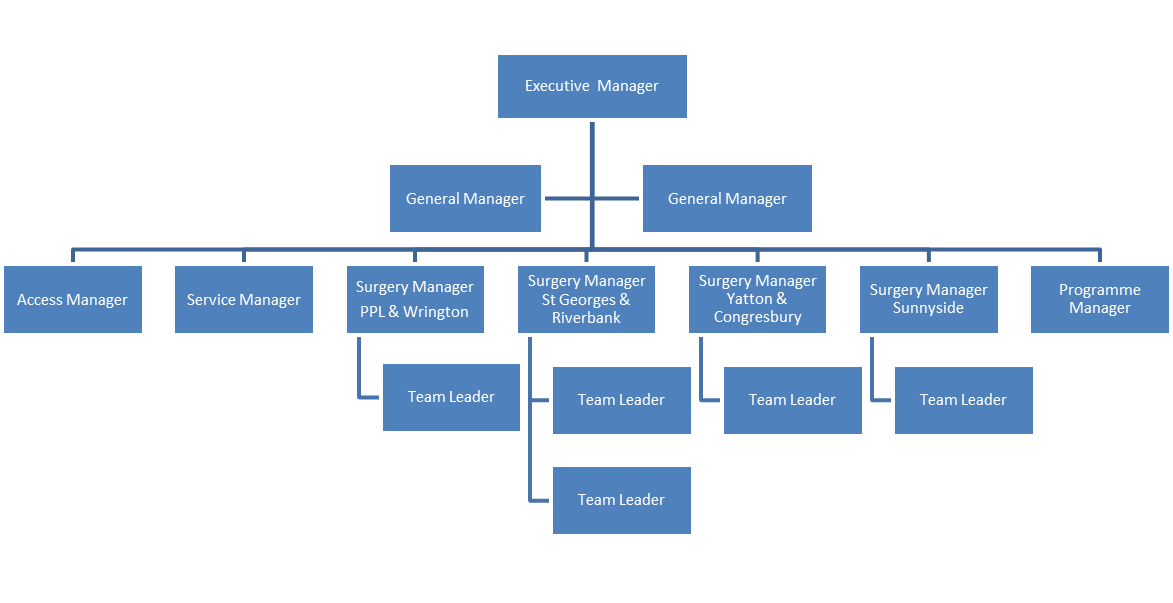 Executive  Manager
General Manager
General Manager
Access Manager
Service Manager
Surgery Manager
PPL & Wrington
Surgery Manager
St Georges &
Riverbank
Surgery Manager
Yatton &
Congresbury
Surgery Manager
Sunnyside
Programme
Manager
Team Leader
Team Leader
Team Leader
Team Leader
Team Leader